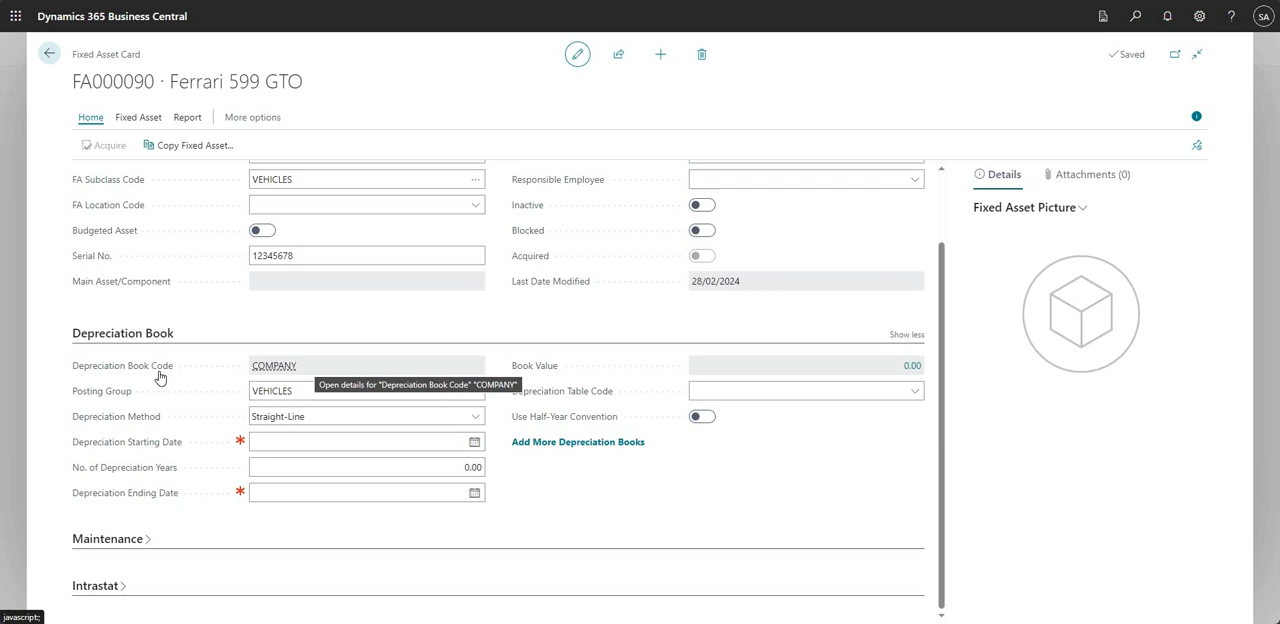 Dynamics 365 Business Central
SA
Fixed Asset Card
✓Saved
FA000090 · Ferrari 599 GTO
Home Fixed Asset Report More options
Acquire Copy Fixed Asset...
FA Subclass Code VEHICLES
Responsible Employee
FA Location Code
Inactive
Budgeted Asset
Blocked
Serial No. 12345678
Acquired
Main Asset/Component
Last Date Modified 28/02/2024
Details Attachments (0)
Fixed Asset Picture
Depreciation Book
Show less
Depreciation Book Code COMPANY
Book Value 0.00
Open details for "Depreciation Book Code" "COMPANY"
Posting Group VEHICLES
Depreciation Table Code
Depreciation Method Straight-Line
Use Half-Year Convention
Depreciation Starting Date *
Add More Depreciation Books
No. of Depreciation Years 0.00
Depreciation Ending Date *
Maintenance >
Intrastat >
javascript:;